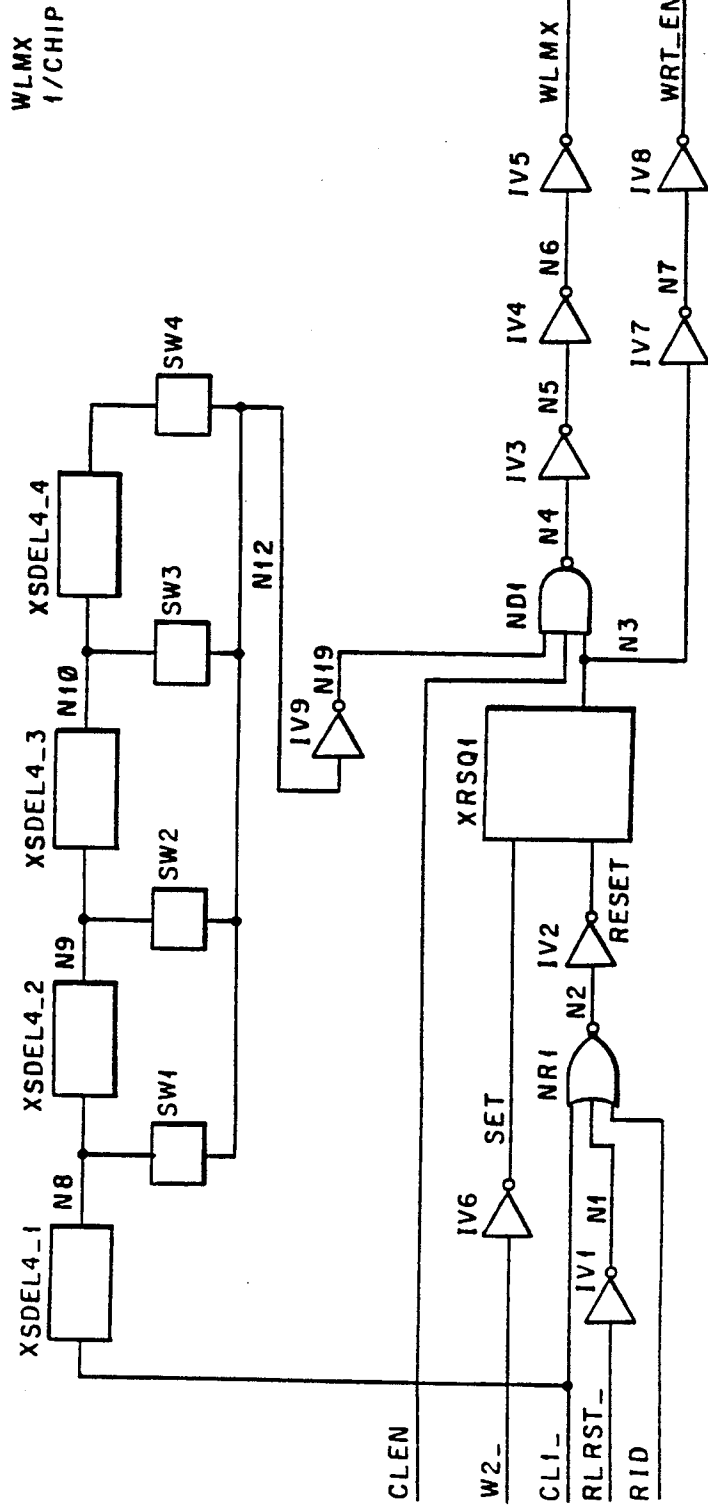 WLMX
1/CHIP
XSDEL4_1
N8
XSDEL4_2
N9
XSDEL4_3
N10
XSDEL4_4
SW1
SW2
SW3
SW4
N12
IV9
N19
CLEN
W2_
IV6
SET
XRSQ1
ND1
N4
IV3
N5
IV4
N6
IV5
WLMX
CL1_
RLRST_
IV1
N1
RID
NR1
N2
IV2
RESET
N3
IV7
N7
IV8
WRT_EN